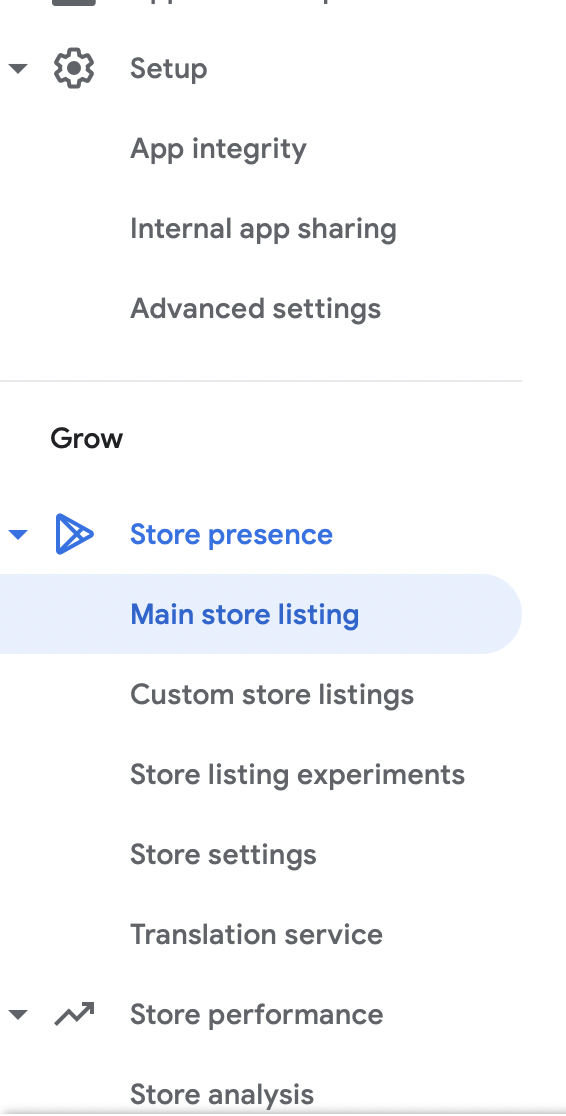 Setup
App integrity
Internal app sharing
Advanced settings
Grow
Store presence
Main store listing
Custom store listings
Store listing experiments
Store settings
Translation service
Store performance
Store analysis